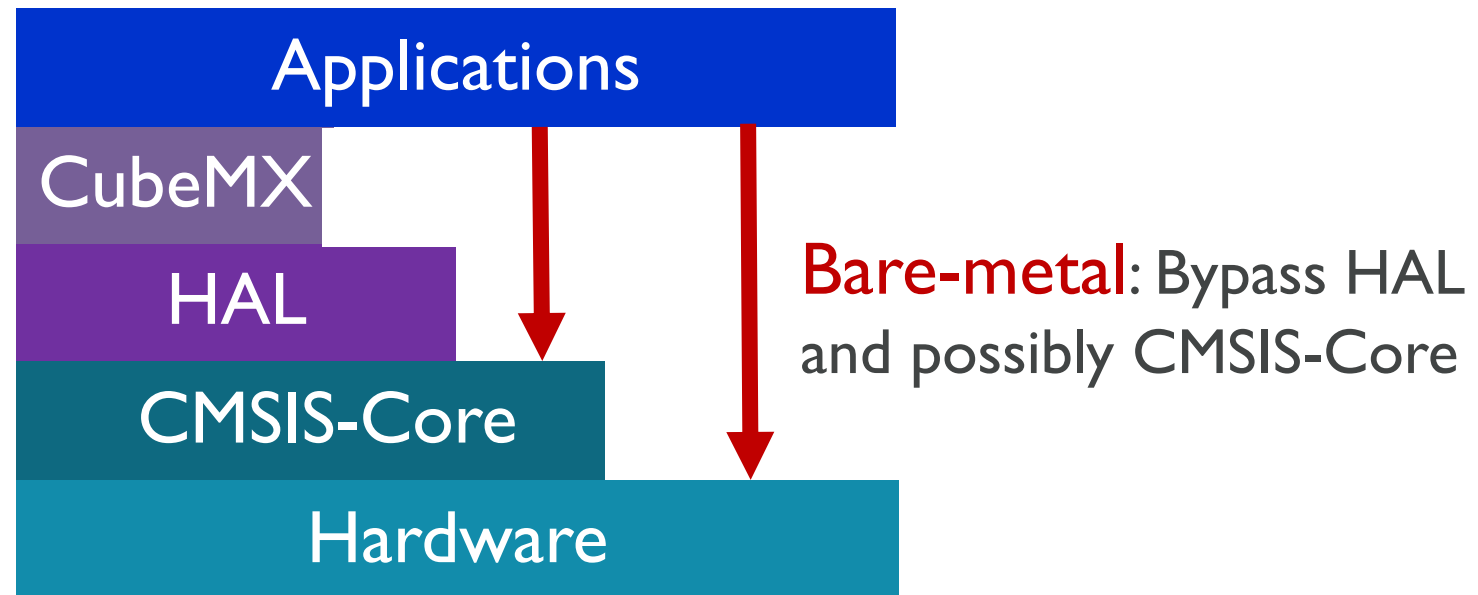 Applications
CubeMX
HAL
CMSIS-Core
Hardware
Bare-metal: Bypass HAL
and possibly CMSIS-Core